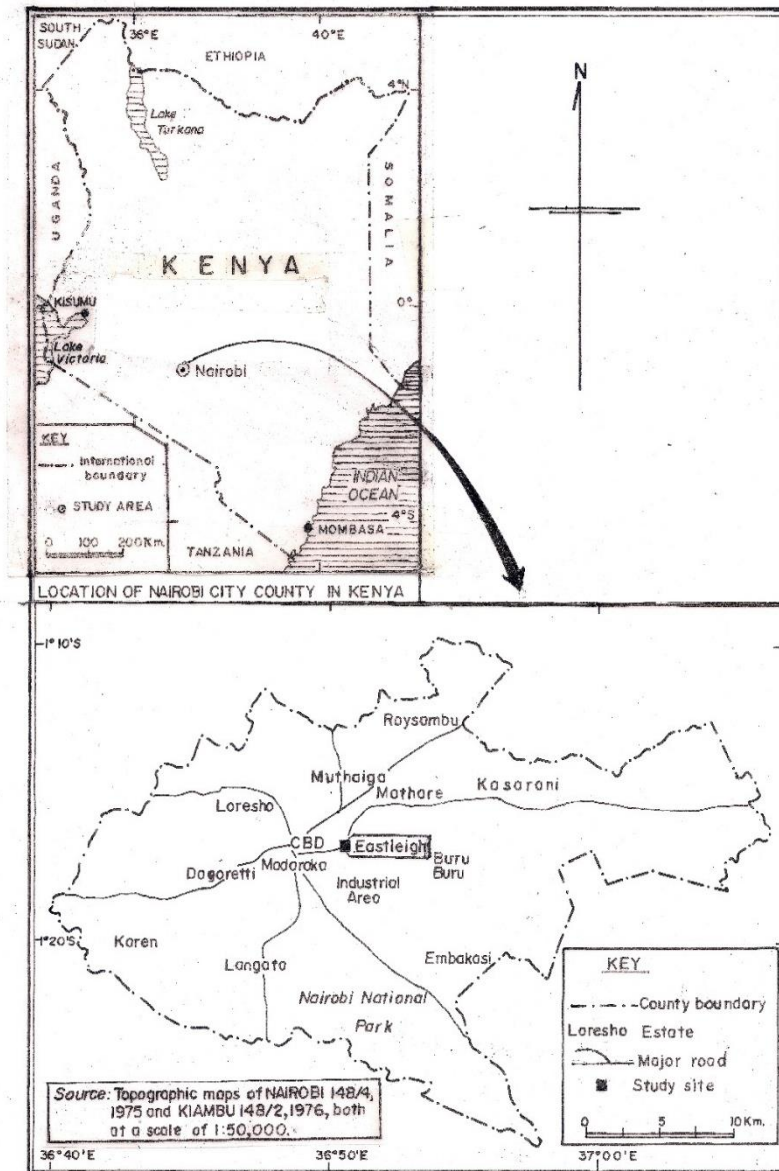 SOUTH
SUDAN
36°E
40°E
ETHIOPIA
4°N
Lake
Turkana
UGANDA
SOMALIA
KENYA
0°
KISUMU
Lake
Victoria
Nairobi
KEY
International
boundary
STUDY AREA
0 100 200Km.
INDIAN
OCEAN
4°S
MOMBASA
TANZANIA
LOCATION OF NAIROBI CITY COUNTY IN KENYA
N
1°10'S
Roysambu
Muthaiga
Mathare
Kasarani
Loresho
CBD
Eastleigh
Buru
Buru
Madaraka
Dagoretti
Industrial
Area
1°20'S
Karen
Langata
Embakasi
Nairobi National
Park
KEY
County boundary
Loresho Estate
Major road
Study site
0 5 10 Km.
Source: Topographic maps of NAIROBI 148/4,
1975 and KIAMBU 148/2,1976, both
at a scale of 1:50,000.
36°40'E
36°50'E
37°00'E